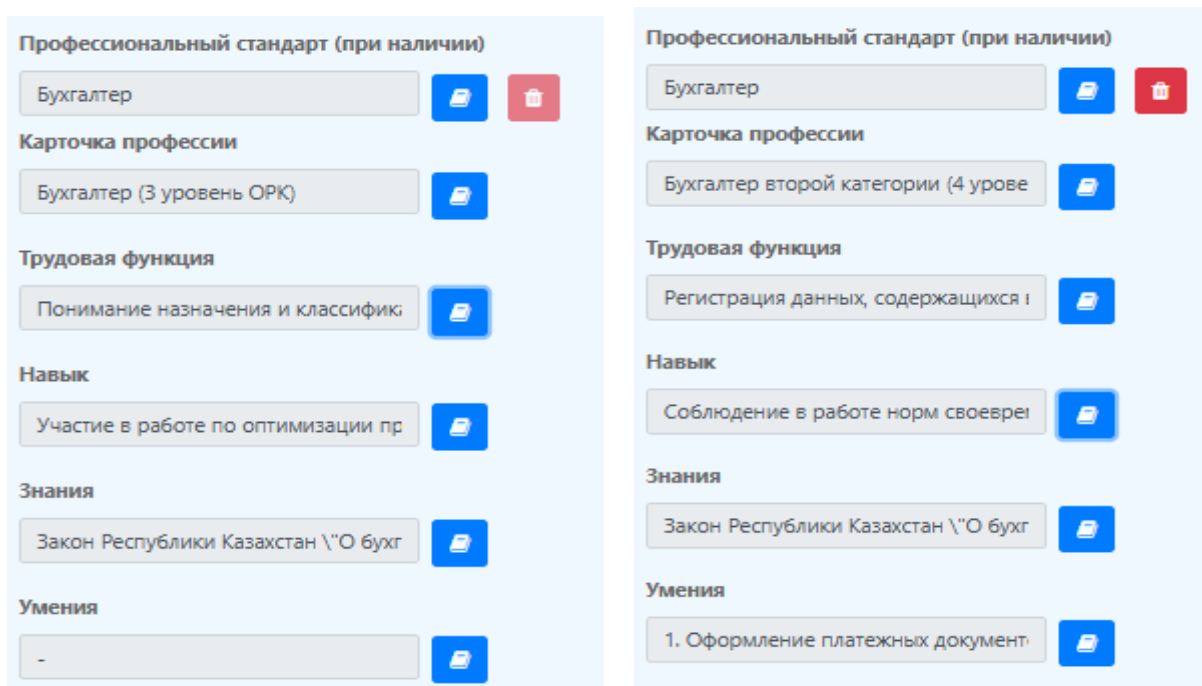 Профессиональный стандарт (при наличии)
Бухгалтер
Карточка профессии
Бухгалтер (3 уровень ОРК)
Трудовая функция
Понимание назначения и классифик
Навык
Участие в работе по оптимизации пр
Знания
Закон Республики Казахстан \"О бухг
Умения
-
Профессиональный стандарт (при наличии)
Бухгалтер
Карточка профессии
Бухгалтер второй категории (4 урове
Трудовая функция
Регистрация данных, содержащихся
Навык
Соблюдение в работе норм своевре
Знания
Закон Республики Казахстан \"О бухг
Умения
1. Оформление платежных документ